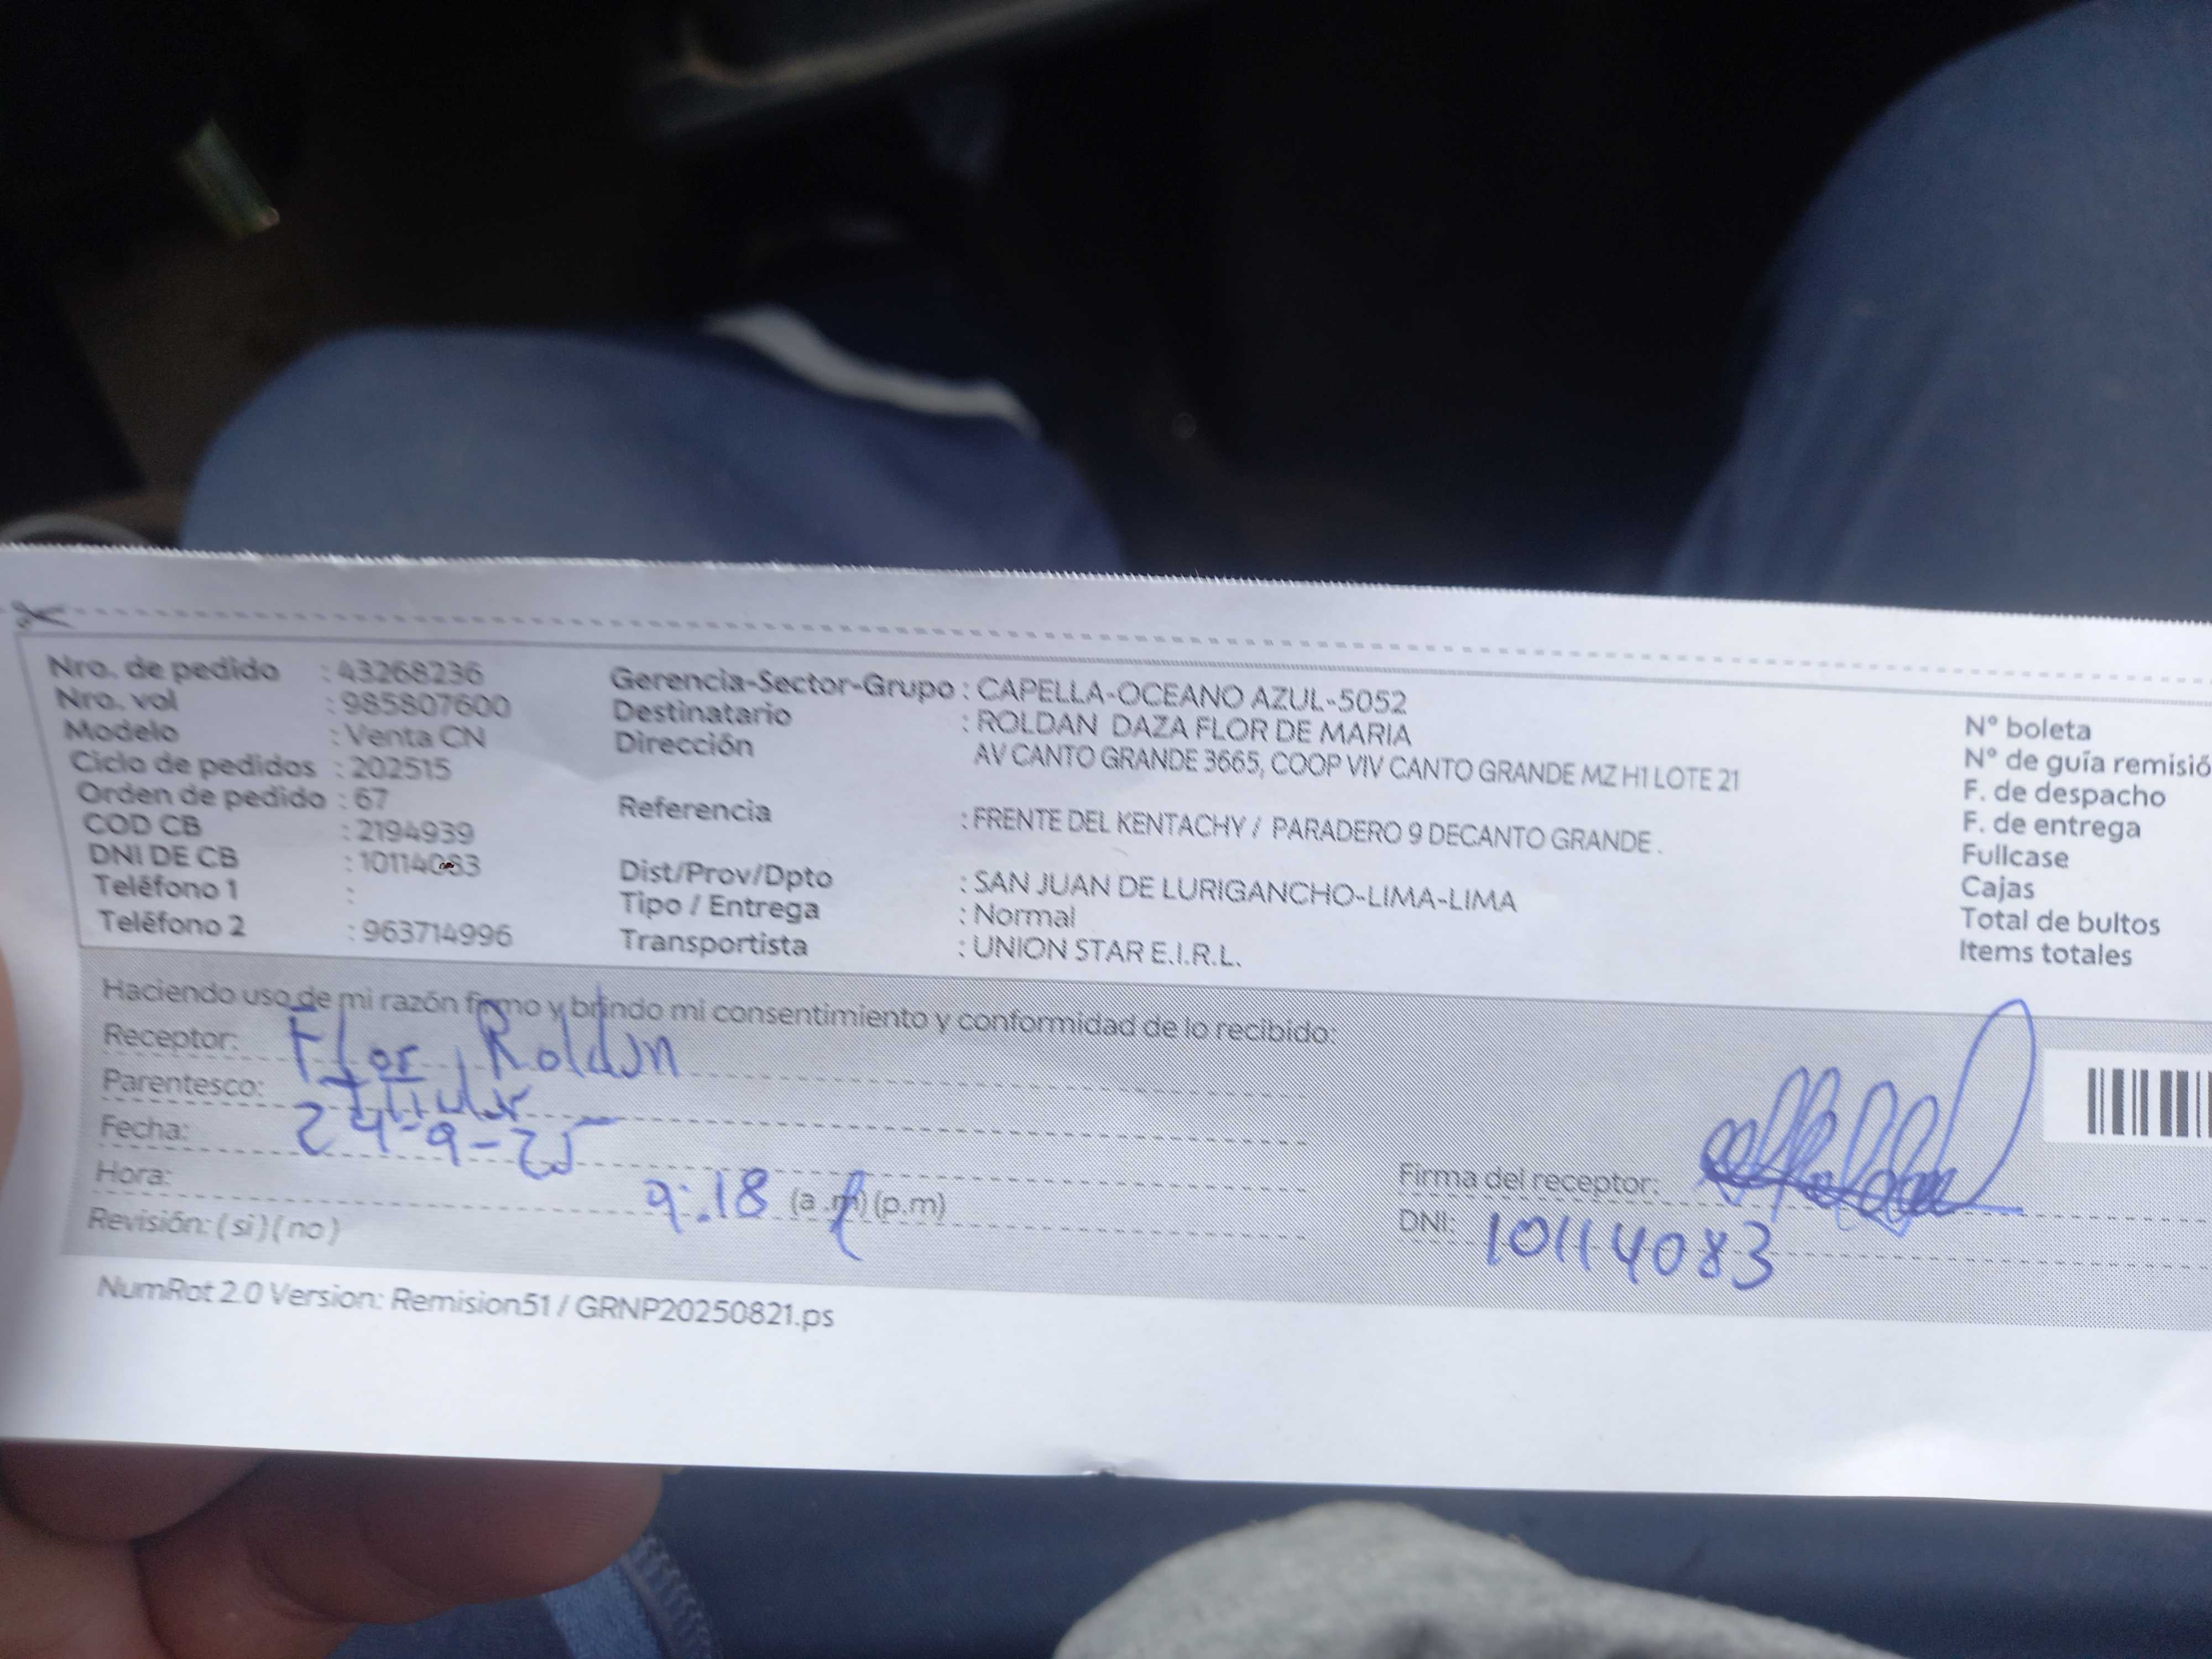 Nro. de pedido : 43268236
Nro. vol : 985807600
Modelo : Venta CN
Ciclo de pedidos : 202515
Orden de pedido : 67
COD CB : 2194939
DNI DE CB : 10114083
Teléfono 1 :
Teléfono 2 : 963714996
Gerencia-Sector-Grupo : CAPELLA-OCEANO AZUL-5052
Destinatario : ROLDAN DAZA FLOR DE MARIA
Dirección AV CANTO GRANDE 3665, COOP VIV CANTO GRANDE MZ H1 LOTE 21
Referencia : FRENTE DEL KENTACHY / PARADERO 9 DECANTO GRANDE .
Dist/Prov/Dpto : SAN JUAN DE LURIGANCHO-LIMA-LIMA
Tipo / Entrega : Normal
Transportista : UNION STAR E.I.R.L.
N° boleta
N° de guía remisió
F. de despacho
F. de entrega
Fullcase
Cajas
Total de bultos
Items totales
Haciendo uso de mi razón firmo y brindo mi consentimiento y conformidad de lo recibido:
Receptor: Flor Roldan
Parentesco: Titular
Fecha: 24-9-25
Hora: 9:18 (a.m) (p.m)
Revisión: ( si ) ( no )
Firma del receptor:
DNI: 10114083
NumRot 2.0 Version: Remision51 / GRNP20250821.ps